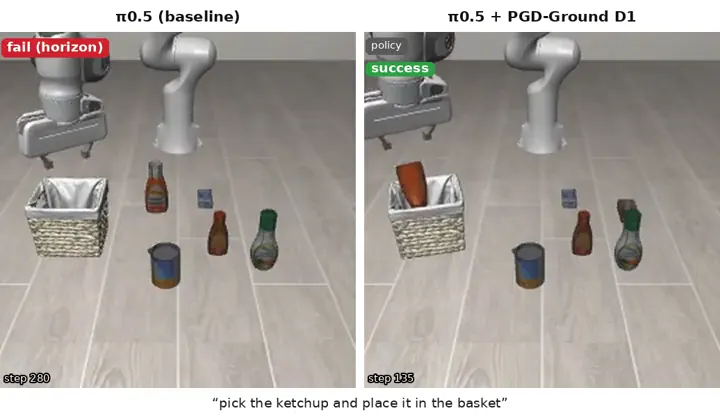 π0.5 (baseline)
π0.5 + PGD-Ground D1
fail (horizon)
policy
success
step 280
step 135
“pick the ketchup and place it in the basket”